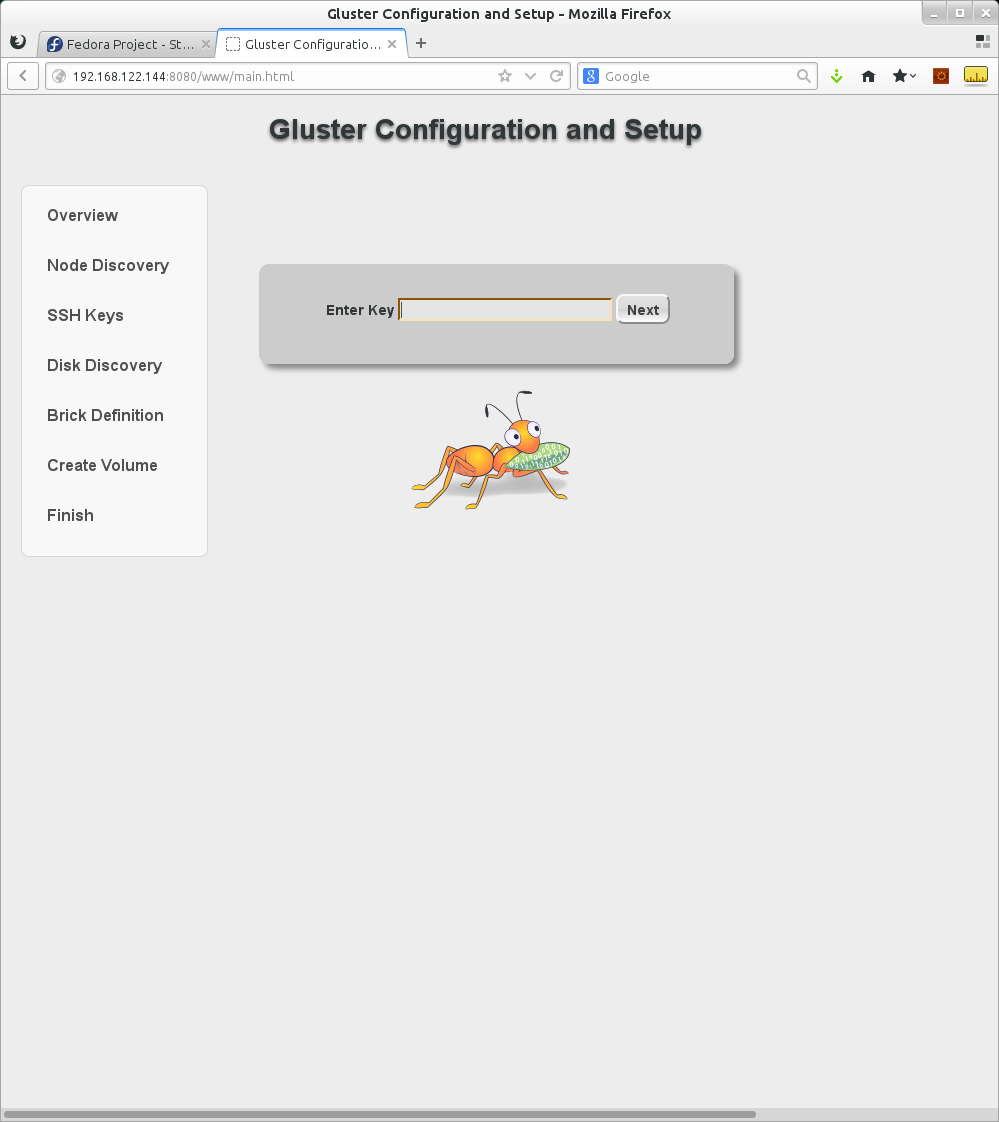 Gluster Configuration and Setup - Mozilla Firefox
Fedora Project - St...
Gluster Configuratio...
192.168.122.144:8080/www/main.html
Google
Gluster Configuration and Setup
Overview
Node Discovery
SSH Keys
Disk Discovery
Brick Definition
Create Volume
Finish
Enter Key
Next